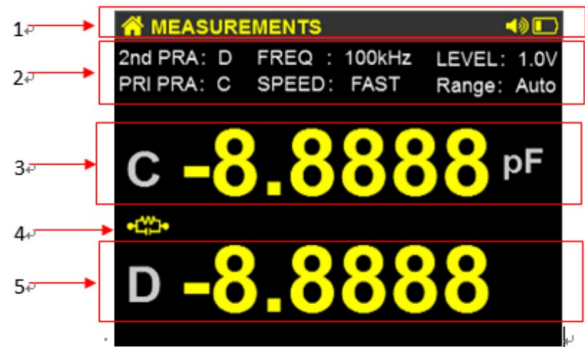 1
MEASUREMENTS
2
2nd PRA: D FREQ : 100kHz LEVEL: 1.0V
PRI PRA: C SPEED: FAST Range: Auto
3
C -8.8888 pF
4
5
D -8.8888